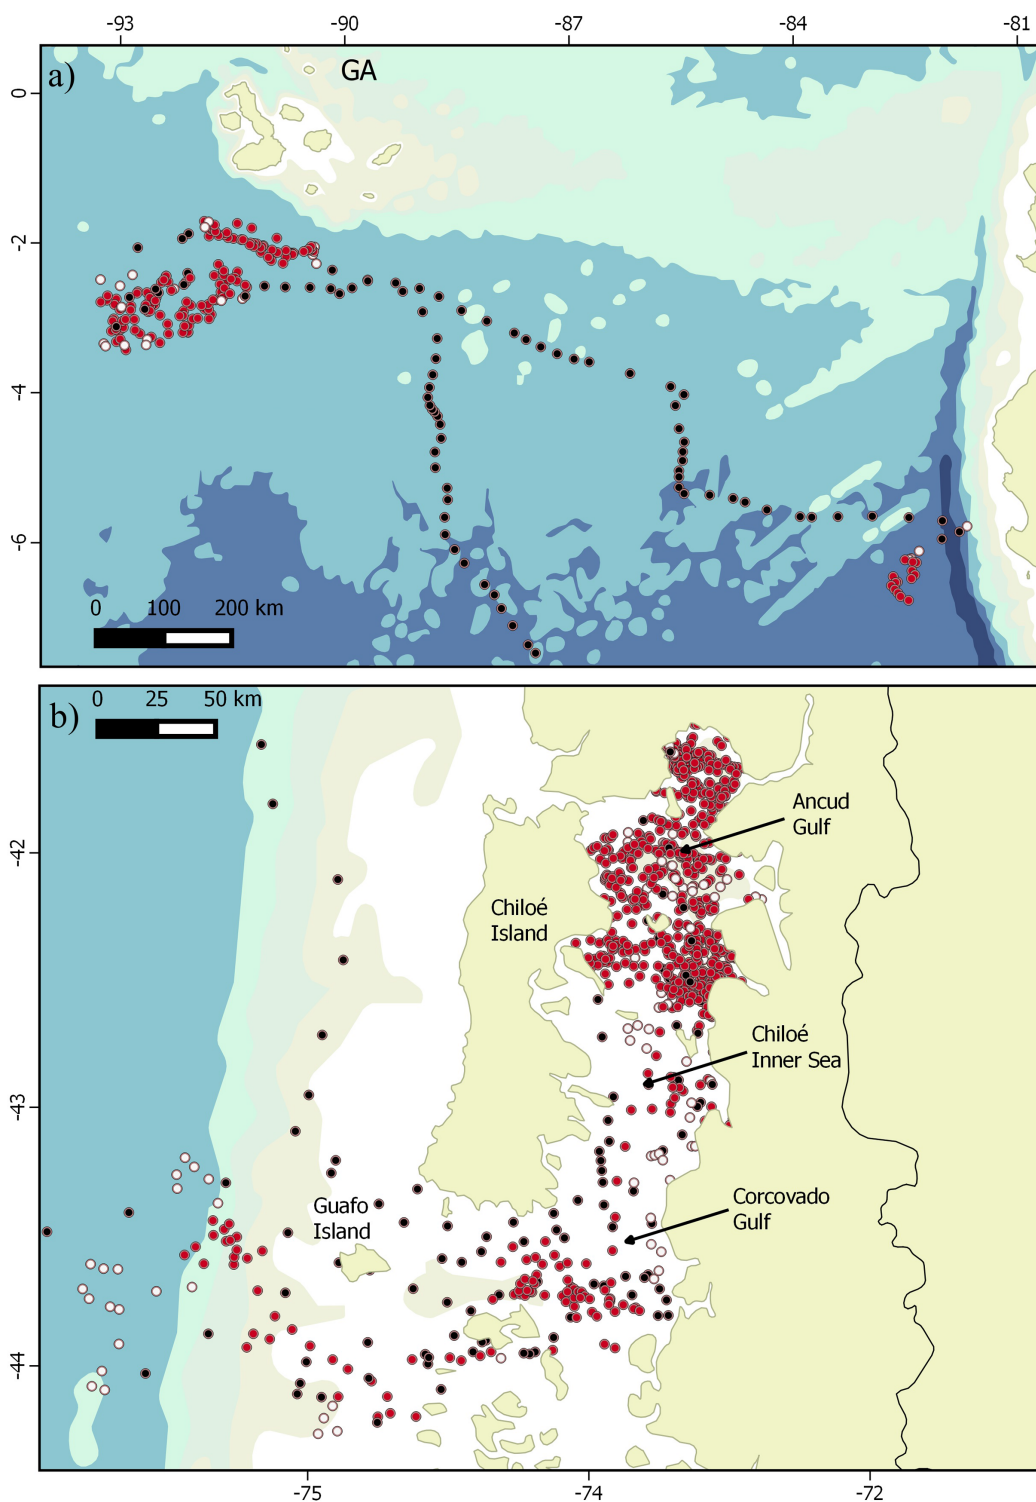 -93 -90 -87 -84 -81
a)
GA
0
-2
-4
-6
0 100 200 km
b)
0 25 50 km
Ancud
Gulf
-42
Chiloé
Island
Chiloé
Inner Sea
-43
Corcovado
Gulf
Guafo
Island
-44
-75 -74 -72